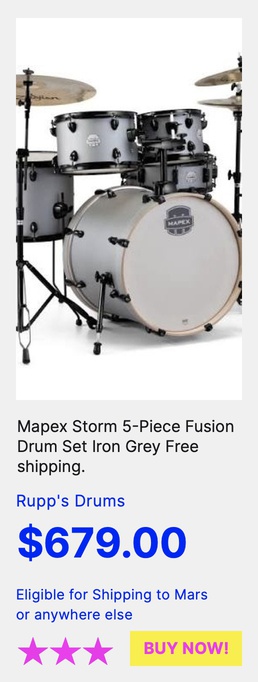 MAPEX
Mapex Storm 5-Piece Fusion
Drum Set Iron Grey Free
shipping.
Rupp's Drums
$679.00
Eligible for Shipping to Mars
or anywhere else
BUY NOW!